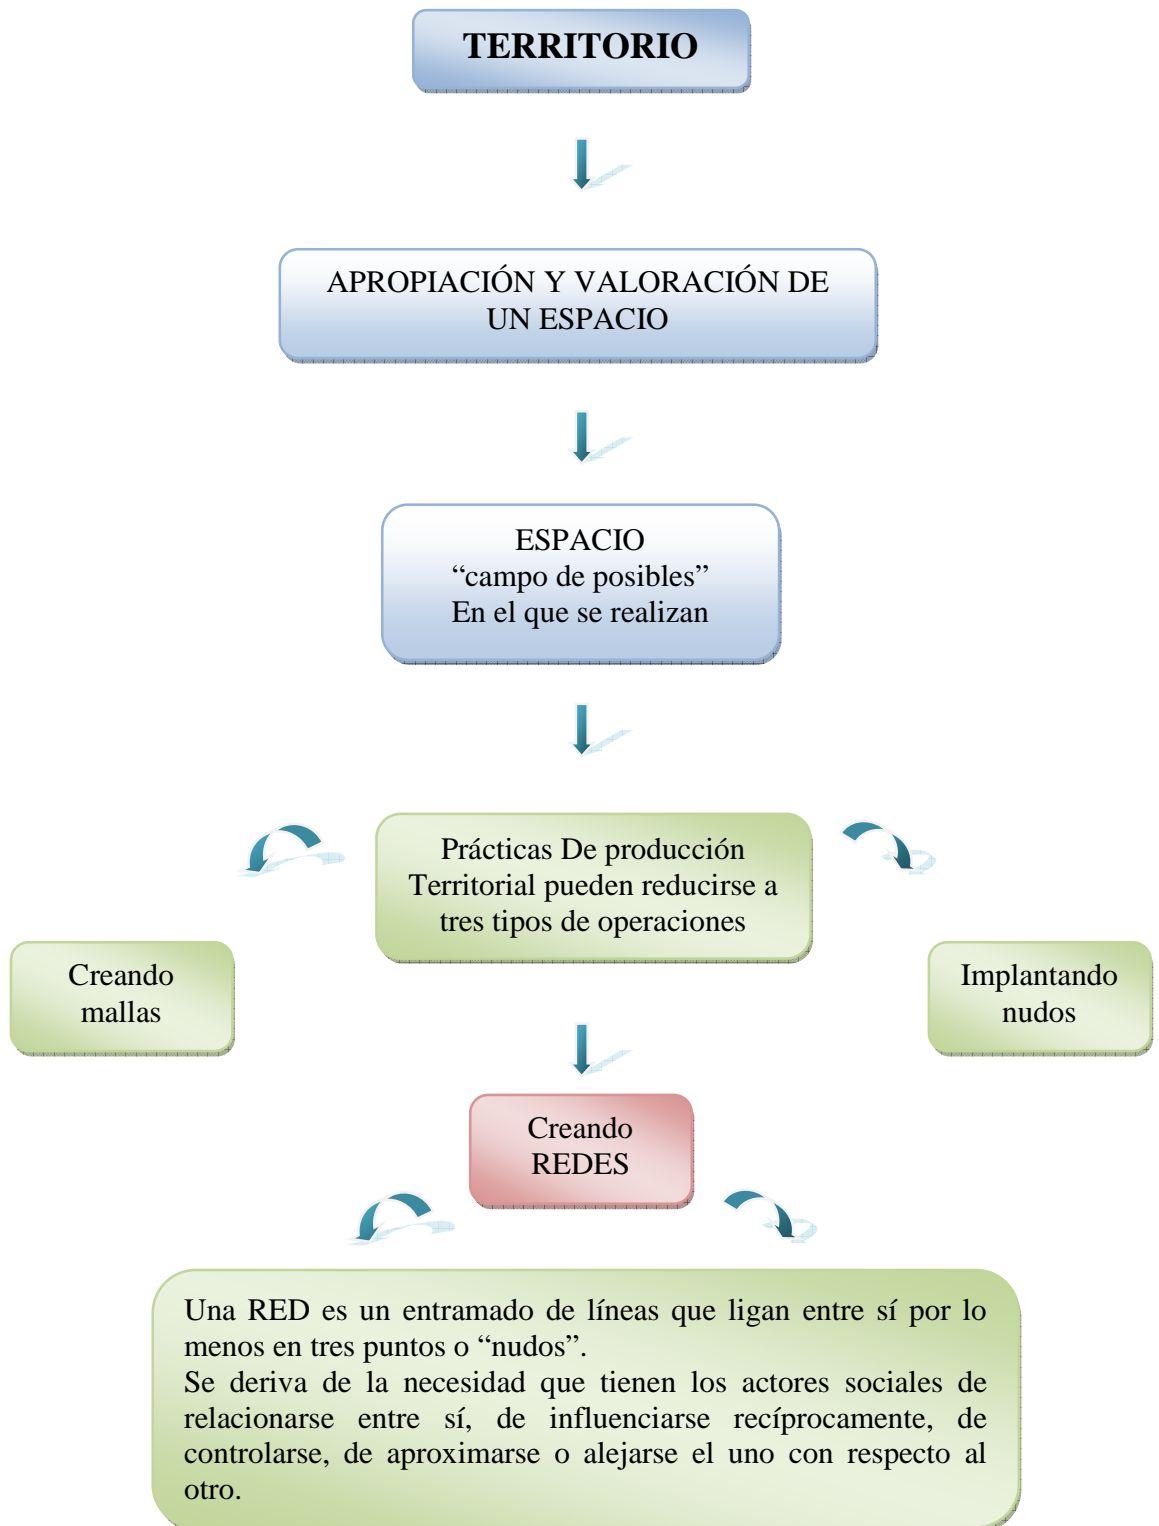 TERRITORIO
APROPIACIÓN Y VALORACIÓN DE
UN ESPACIO
ESPACIO
“campo de posibles”
En el que se realizan
Prácticas De producción
Territorial pueden reducirse a
tres tipos de operaciones
Creando
mallas
Implantando
nudos
Creando
REDES
Una RED es un entramado de líneas que ligan entre sí por lo
menos en tres puntos o “nudos”.
Se deriva de la necesidad que tienen los actores sociales de
relacionarse entre sí, de influenciarse recíprocamente, de
controlarse, de aproximarse o alejarse el uno con respecto al
otro.